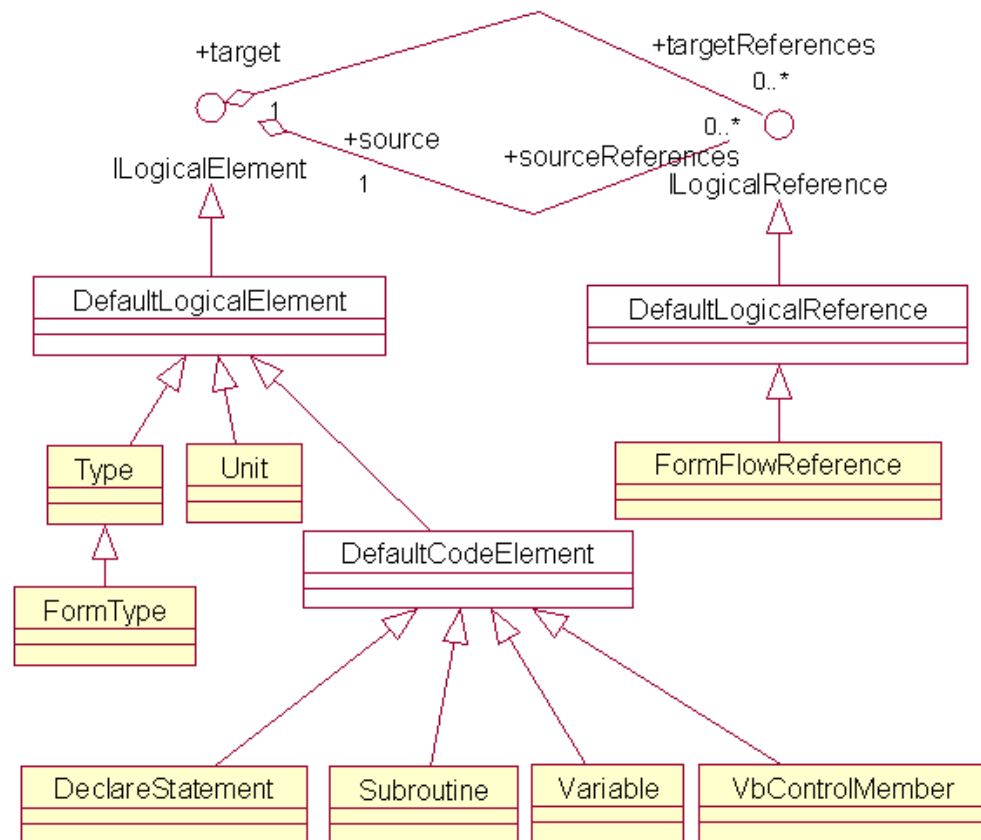 +target
+targetReferences
0..*
1
+source
0..*
1
+sourceReferences
ILogicalElement
ILogicalReference
DefaultLogicalElement
DefaultLogicalReference
Type
Unit
FormFlowReference
DefaultCodeElement
FormType
DeclareStatement
Subroutine
Variable
VbControlMember